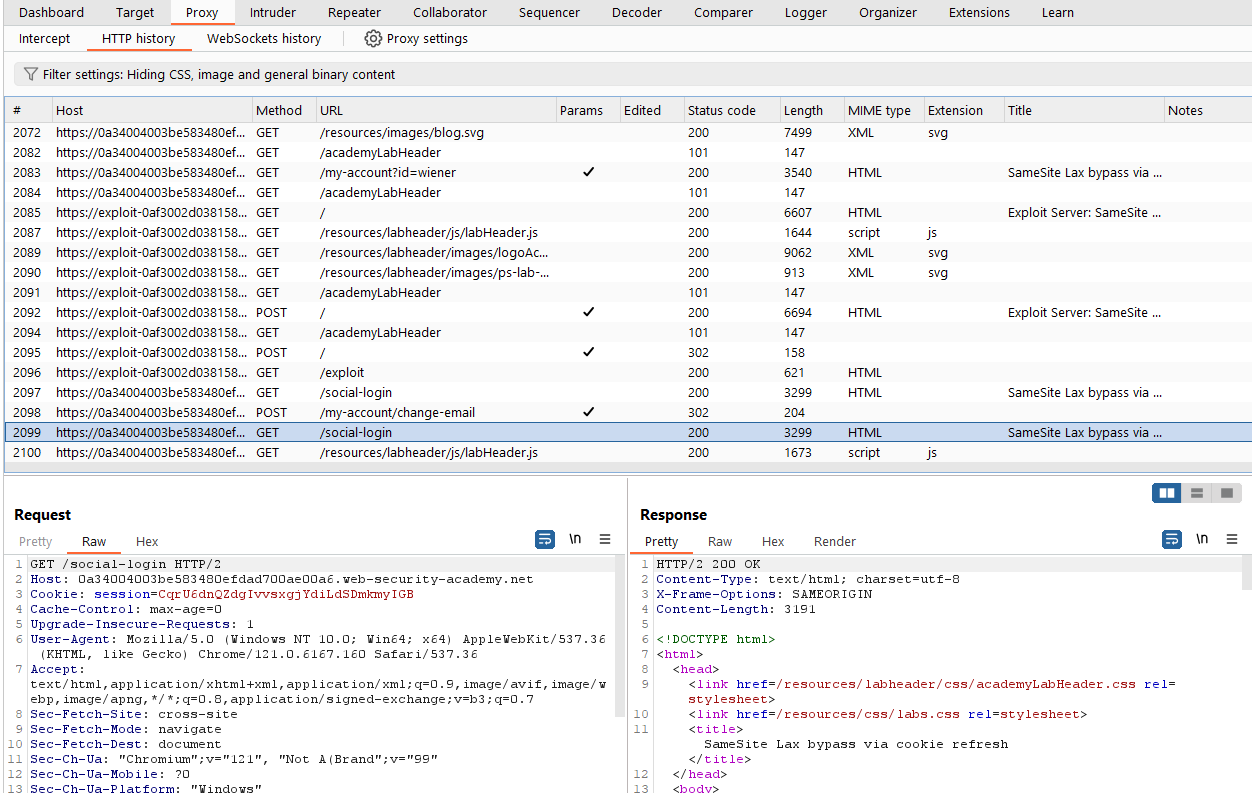 Dashboard Target Proxy Intruder Repeater Collaborator Sequencer Decoder Comparer Logger Organizer Extensions Learn
Intercept HTTP history WebSockets history Proxy settings
Filter settings: Hiding CSS, image and general binary content
# Host Method URL Params Edited Status code Length MIME type Extension Title Notes
2072 https://0a34004003be583480ef... GET /resources/images/blog.svg 200 7499 XML svg
2082 https://0a34004003be583480ef... GET /academyLabHeader 101 147
2083 https://0a34004003be583480ef... GET /my-account?id=wiener ✓ 200 3540 HTML SameSite Lax bypass via ...
2084 https://0a34004003be583480ef... GET /academyLabHeader 101 147
2085 https://exploit-0af3002d038158... GET / 200 6607 HTML Exploit Server: SameSite ...
2087 https://exploit-0af3002d038158... GET /resources/labheader/js/labHeader.js 200 1644 script js
2089 https://exploit-0af3002d038158... GET /resources/labheader/images/logoAc... 200 9062 XML svg
2090 https://exploit-0af3002d038158... GET /resources/labheader/images/ps-lab-... 200 913 XML svg
2091 https://exploit-0af3002d038158... GET /academyLabHeader 101 147
2092 https://exploit-0af3002d038158... POST / ✓ 200 6694 HTML Exploit Server: SameSite ...
2094 https://exploit-0af3002d038158... GET /academyLabHeader 101 147
2095 https://exploit-0af3002d038158... POST / ✓ 302 158
2096 https://exploit-0af3002d038158... GET /exploit 200 621 HTML
2097 https://0a34004003be583480ef... GET /social-login 200 3299 HTML SameSite Lax bypass via ...
2098 https://0a34004003be583480ef... POST /my-account/change-email ✓ 302 204
2099 https://0a34004003be583480ef... GET /social-login 200 3299 HTML SameSite Lax bypass via ...
2100 https://0a34004003be583480ef... GET /resources/labheader/js/labHeader.js 200 1673 script js
Request
Pretty Raw Hex \n
1 GET /social-login HTTP/2
2 Host: 0a34004003be583480efdad700ae00a6.web-security-academy.net
3 Cookie: session=CqrU6dnQZdgIvvsxgjYdiLdSDmkmyIGB
4 Cache-Control: max-age=0
5 Upgrade-Insecure-Requests: 1
6 User-Agent: Mozilla/5.0 (Windows NT 10.0; Win64; x64) AppleWebKit/537.36
(KHTML, like Gecko) Chrome/121.0.6167.160 Safari/537.36
7 Accept:
text/html,application/xhtml+xml,application/xml;q=0.9,image/avif,image/w
ebp,image/apng,*/*;q=0.8,application/signed-exchange;v=b3;q=0.7
8 Sec-Fetch-Site: cross-site
9 Sec-Fetch-Mode: navigate
10 Sec-Fetch-Dest: document
11 Sec-Ch-Ua: "Chromium";v="121", "Not A(Brand";v="99"
12 Sec-Ch-Ua-Mobile: ?0
13 Sec-Ch-Ua-Platform: "Windows"
Response
Pretty Raw Hex Render \n
1 HTTP/2 200 OK
2 Content-Type: text/html; charset=utf-8
3 X-Frame-Options: SAMEORIGIN
4 Content-Length: 3191
5
6 <!DOCTYPE html>
7 <html>
8 <head>
9 <link href=/resources/labheader/css/academyLabHeader.css rel=
stylesheet>
10 <link href=/resources/css/labs.css rel=stylesheet>
11 <title>
SameSite Lax bypass via cookie refresh
</title>
12 </head>
13 <body>